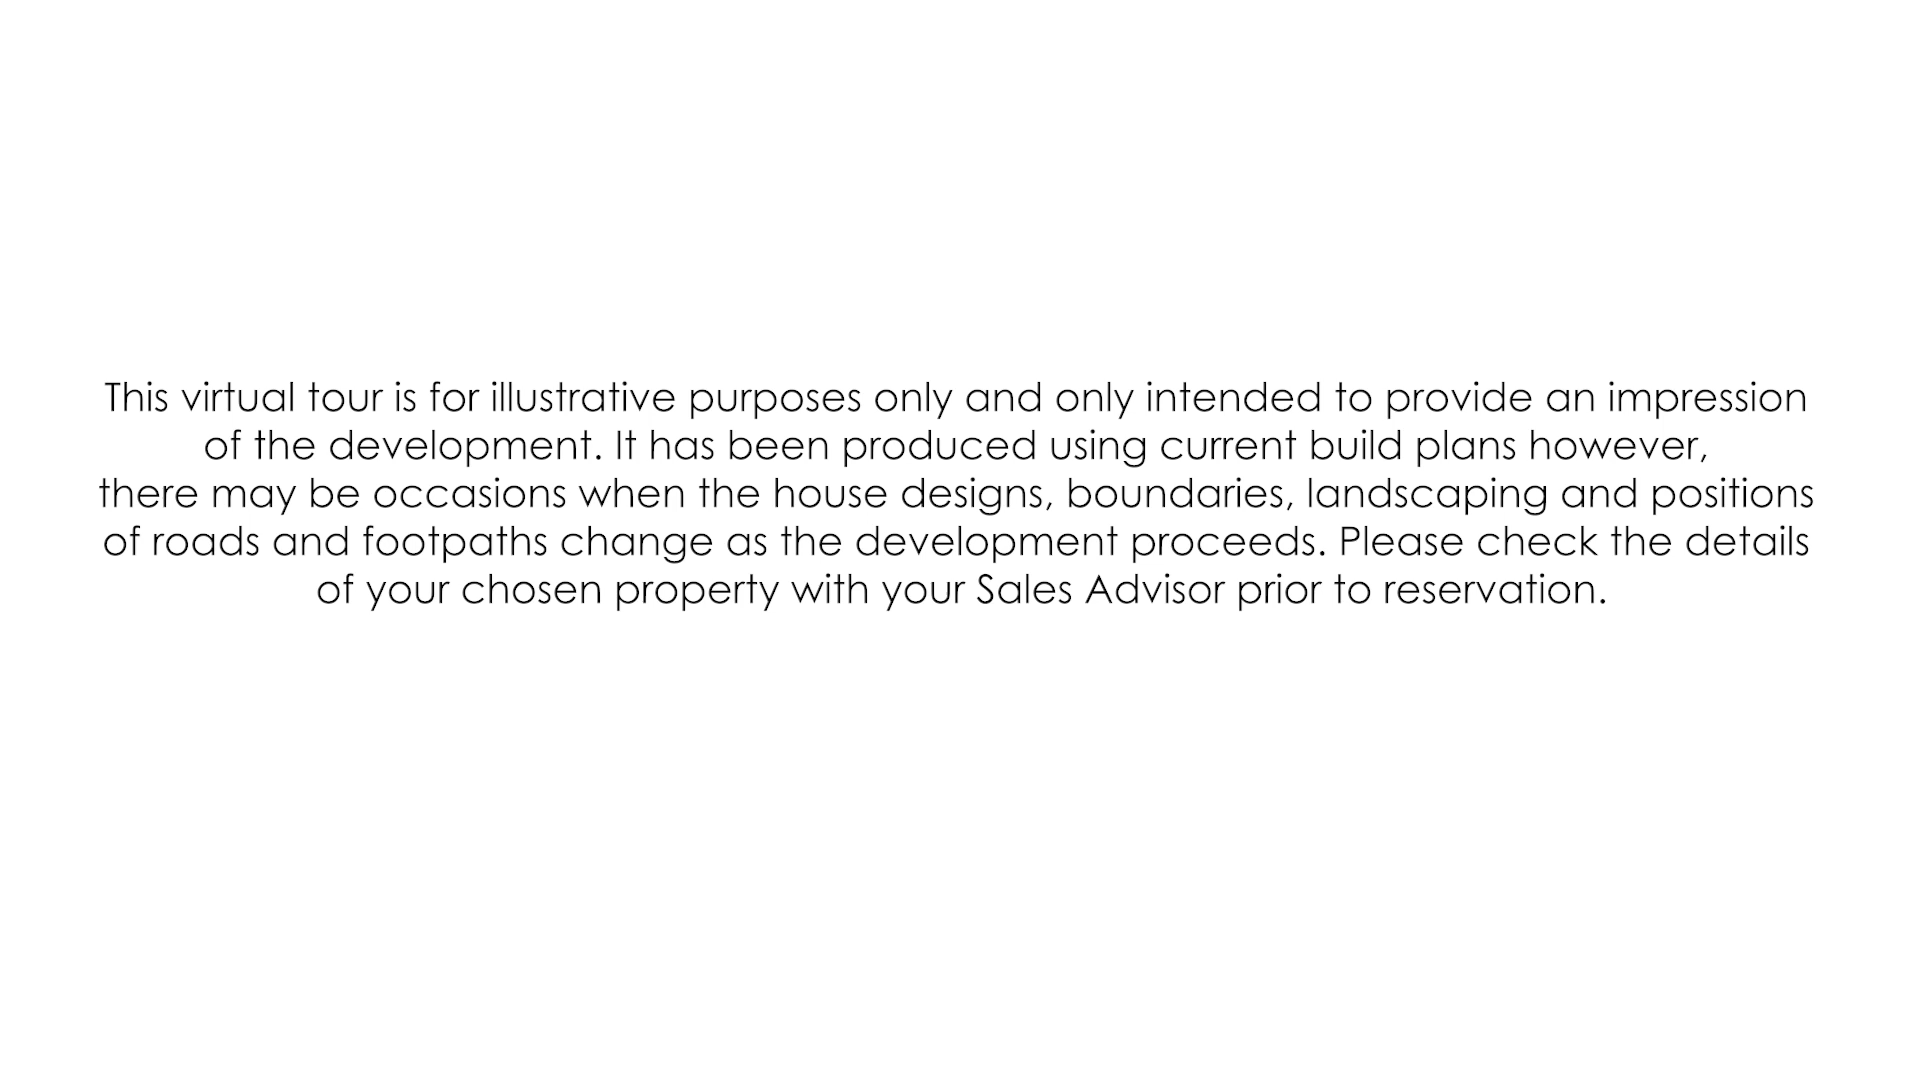 This virtual tour is for illustrative purposes only and only intended to provide an impression
of the development. It has been produced using current build plans however,
there may be occasions when the house designs, boundaries, landscaping and positions
of roads and footpaths change as the development proceeds. Please check the details
of your chosen property with your Sales Advisor prior to reservation.